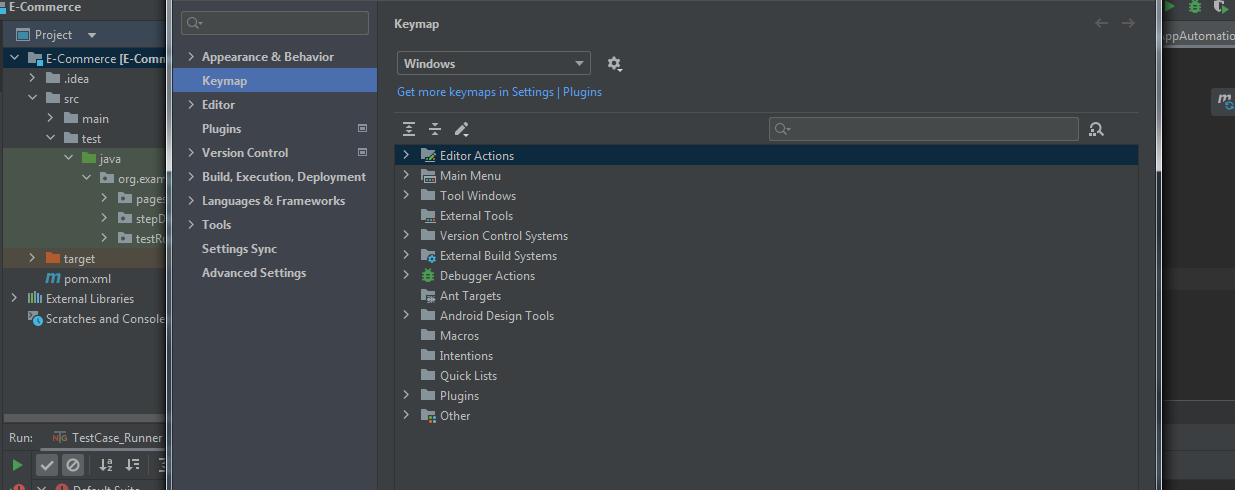 E-Commerce
Project
E-Commerce [E-Comm
.idea
src
main
test
java
org.exam
pages
stepD
testRu
target
pom.xml
External Libraries
Scratches and Console
Run: TestCase_Runner
Default Suite
Appearance & Behavior
Keymap
Editor
Plugins
Version Control
Build, Execution, Deployment
Languages & Frameworks
Tools
Settings Sync
Advanced Settings
Keymap
Windows
Get more keymaps in Settings | Plugins
Editor Actions
Main Menu
Tool Windows
External Tools
Version Control Systems
External Build Systems
Debugger Actions
Ant Targets
Android Design Tools
Macros
Intentions
Quick Lists
Plugins
Other
AppAutomatio